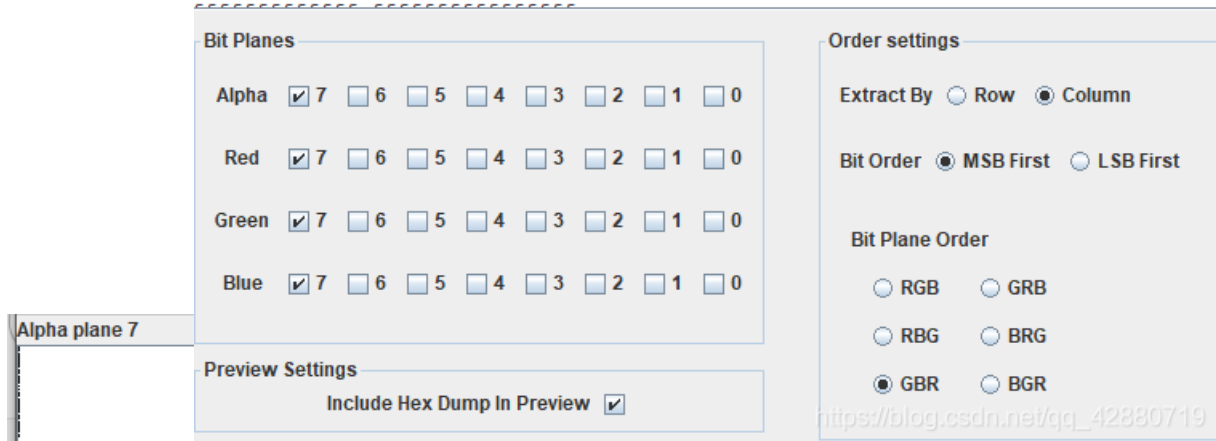 Bit Planes
Alpha 7 6 5 4 3 2 1 0
Red 7 6 5 4 3 2 1 0
Green 7 6 5 4 3 2 1 0
Blue 7 6 5 4 3 2 1 0
Order settings
Extract By Row Column
Bit Order MSB First LSB First
Bit Plane Order
RGB GRB
RBG BRG
GBR BGR
Alpha plane 7
Preview Settings
Include Hex Dump In Preview
https://blog.csdn.net/qq_42880719